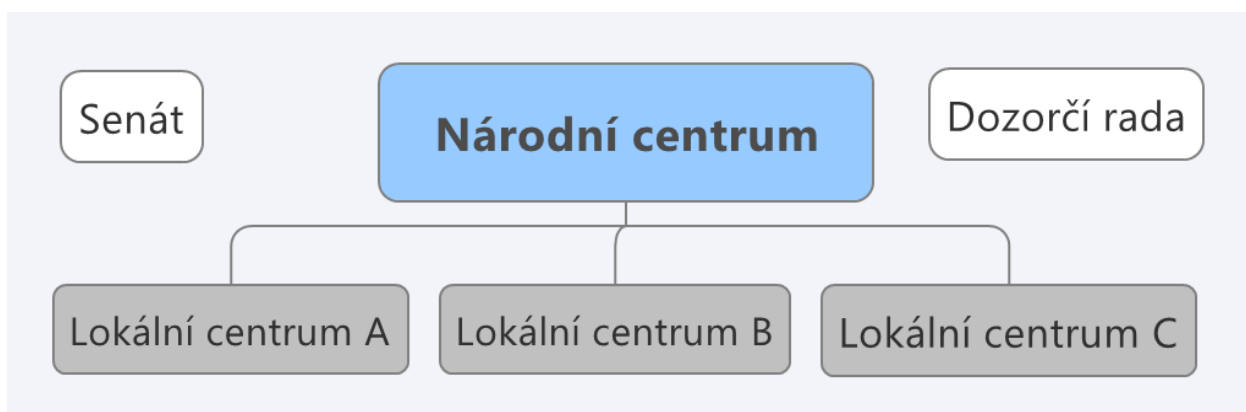 Senát
Národní centrum
Dozorčí rada
Lokální centrum A
Lokální centrum B
Lokální centrum C